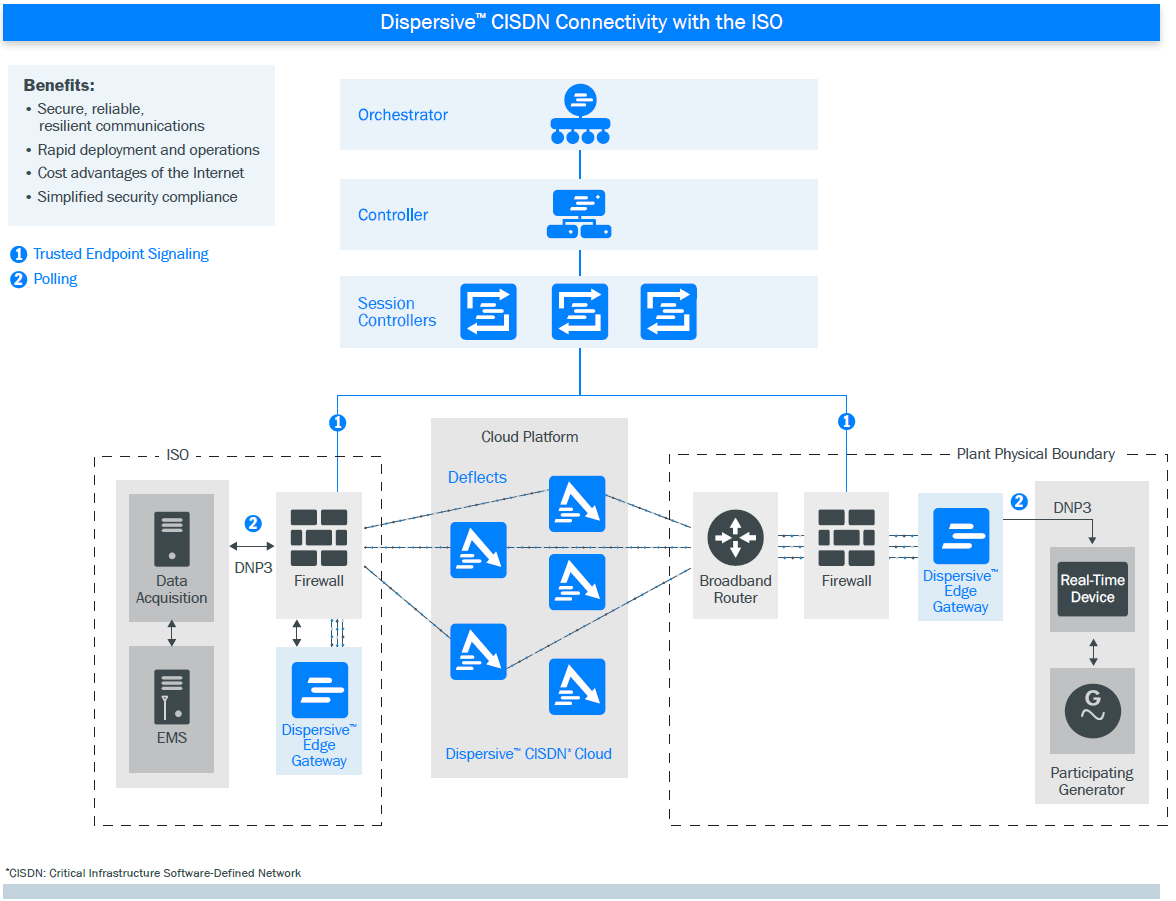 Dispersive™ CISDN Connectivity with the ISO
Benefits:
• Secure, reliable,
resilient communications
• Rapid deployment and operations
• Cost advantages of the Internet
• Simplified security compliance
1 Trusted Endpoint Signaling
2 Polling
Orchestrator
Controller
Session
Controllers
1
1
ISO
Data
Acquisition
EMS
2
DNP3
Firewall
Dispersive™
Edge
Gateway
Cloud Platform
Deflects
Dispersive™ CISDN* Cloud
Plant Physical Boundary
Broadband
Router
Firewall
Dispersive™
Edge
Gateway
2
DNP3
Real-Time
Device
G
Participating
Generator
*CISDN: Critical Infrastructure Software-Defined Network